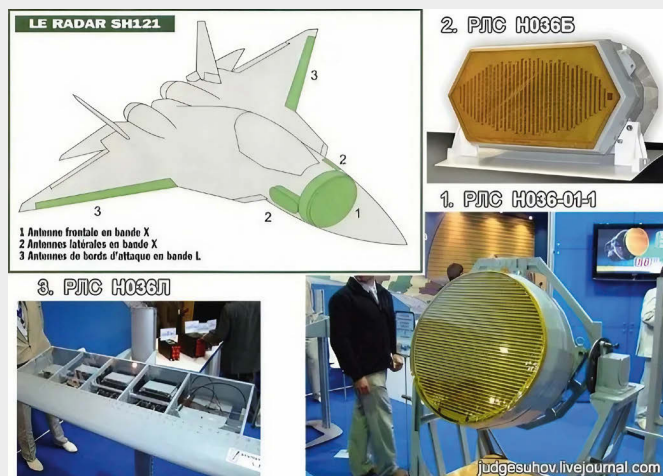 LE RADAR SH121
3
2
2
1
3
1 Antenne frontale en bande X
2 Antennes latérales en bande X
3 Antennes de bords d'attaque en bande L
2. РЛС Н036Б
1. РЛС Н036-01-1
3. РЛС Н036Л
judgesuhov.livejournal.com